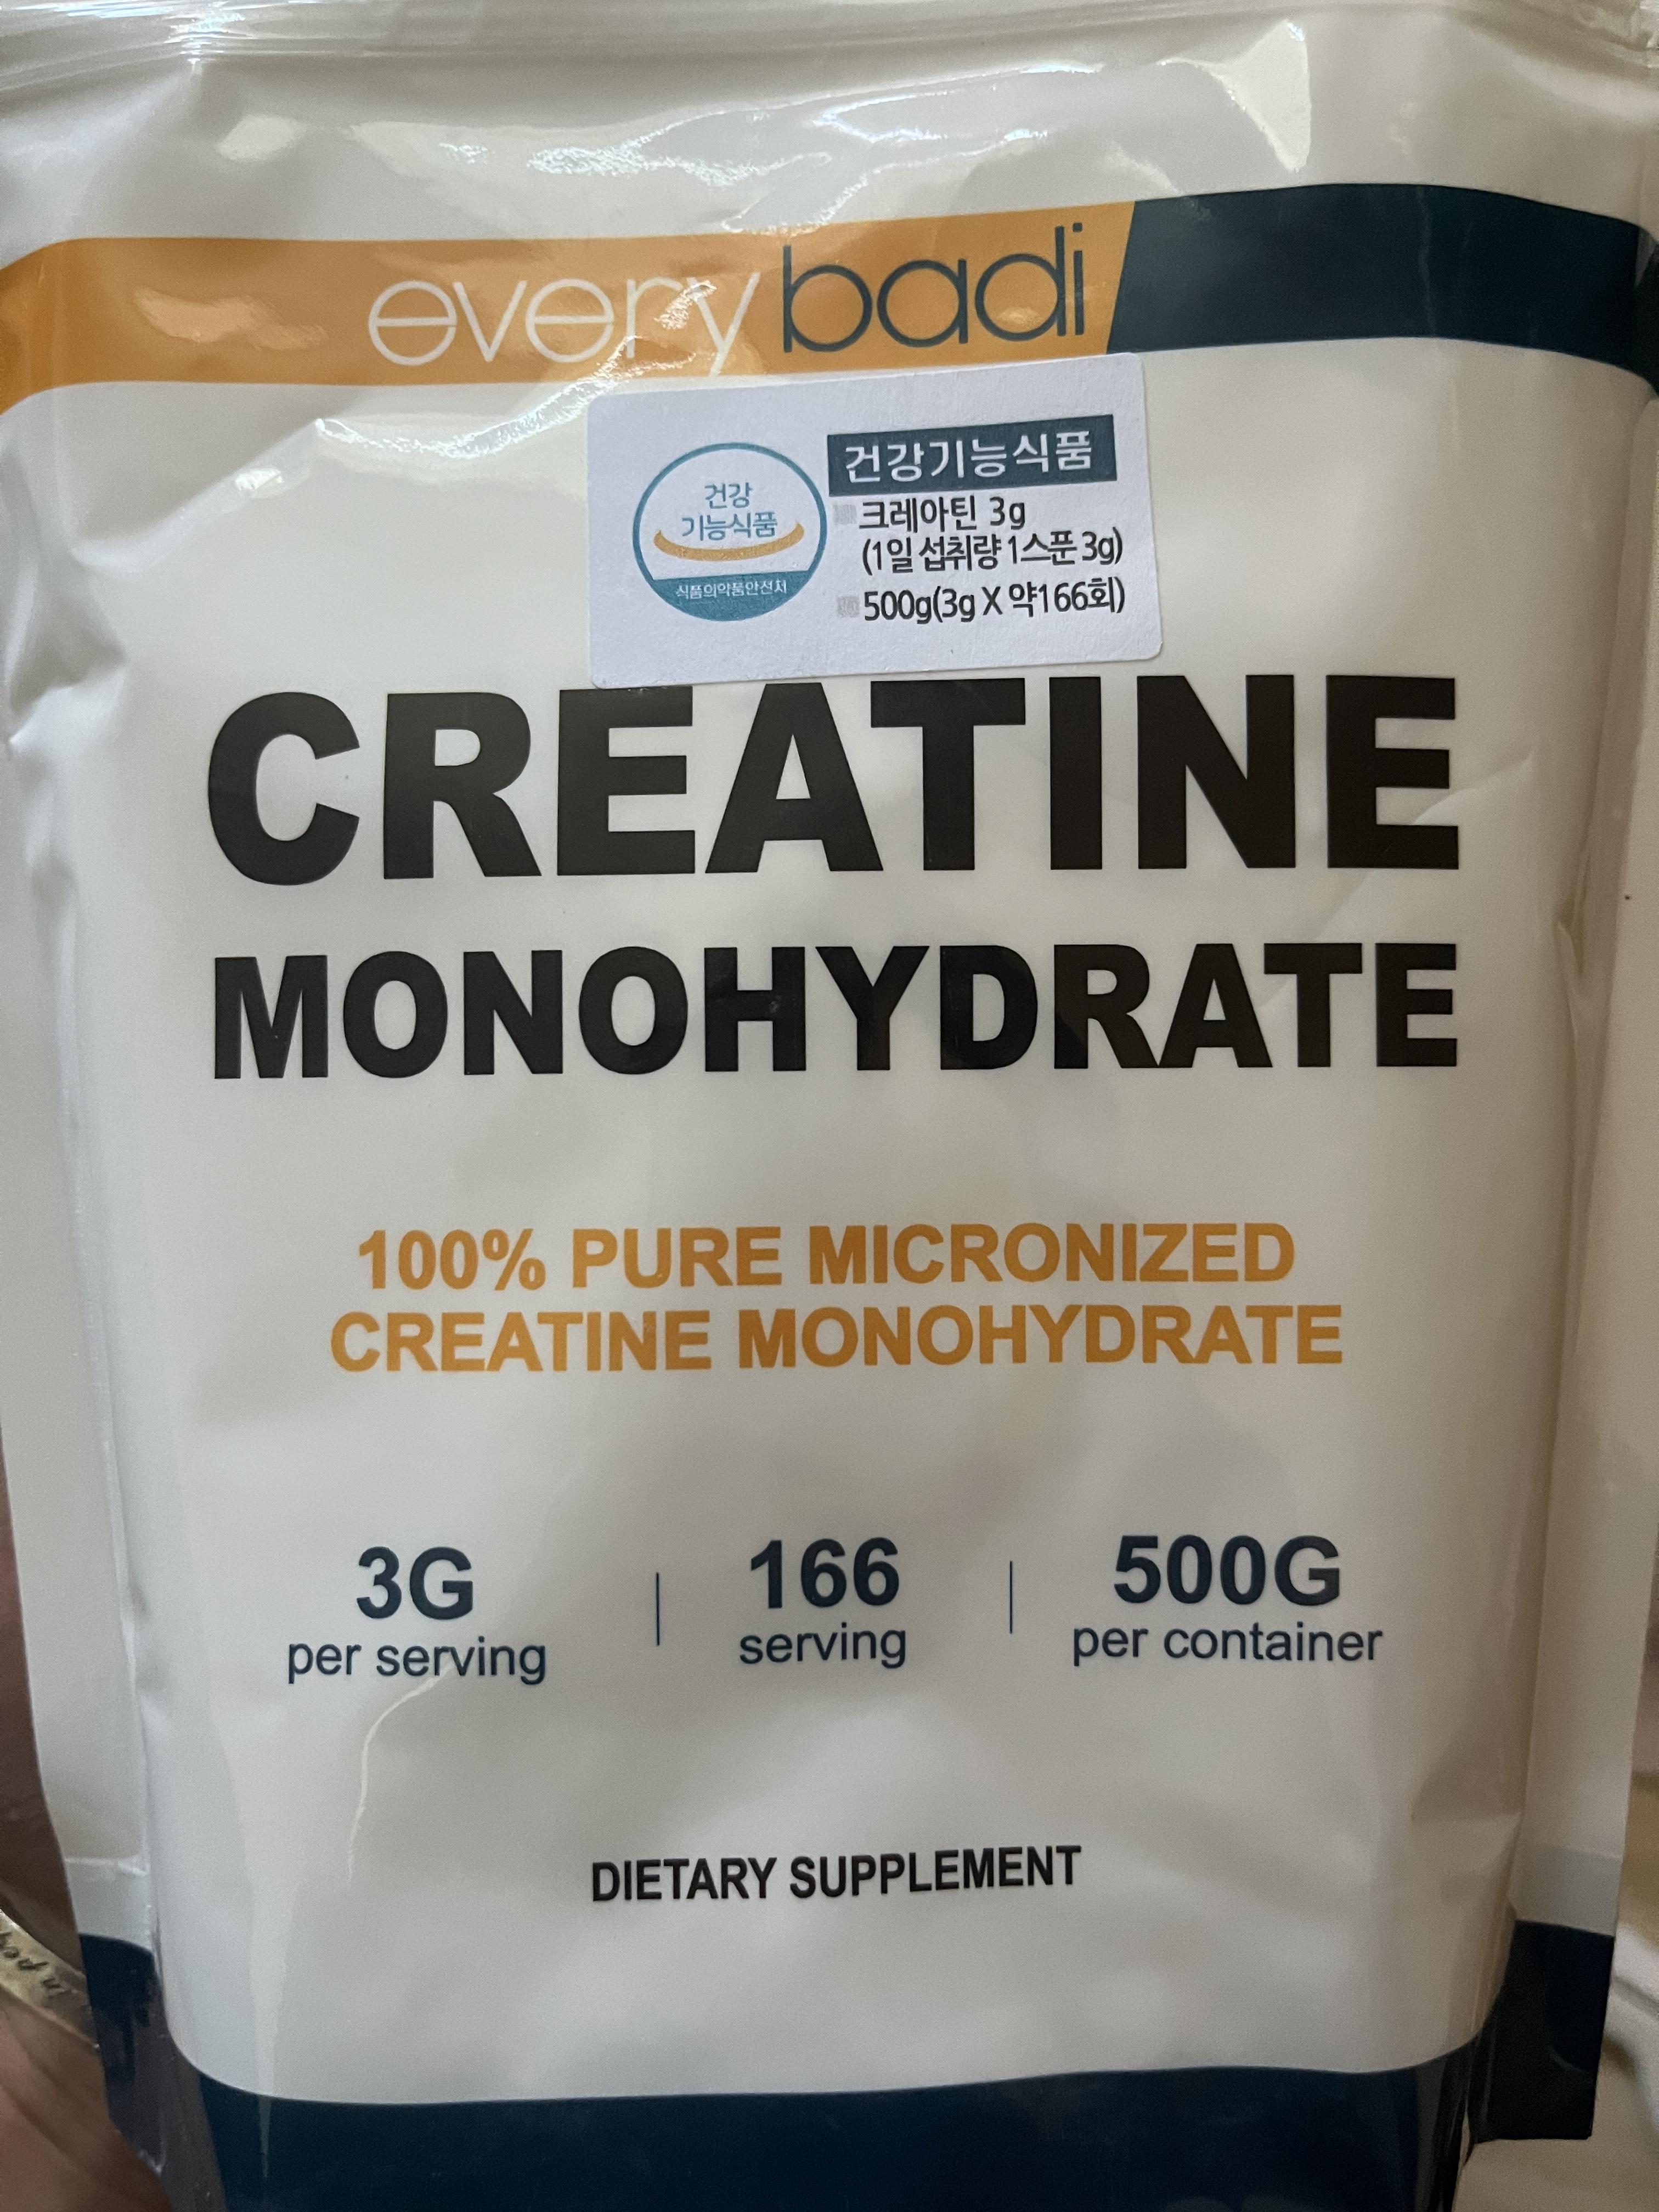 every badi
건강
기능식품
식품의약품안전처
건강기능식품
크레아틴 3g
(1일 섭취량 1스푼 3g)
500g(3g X 약166회)
CREATINE
MONOHYDRATE
100% PURE MICRONIZED
CREATINE MONOHYDRATE
3G
per serving
166
serving
500G
per container
DIETARY SUPPLEMENT